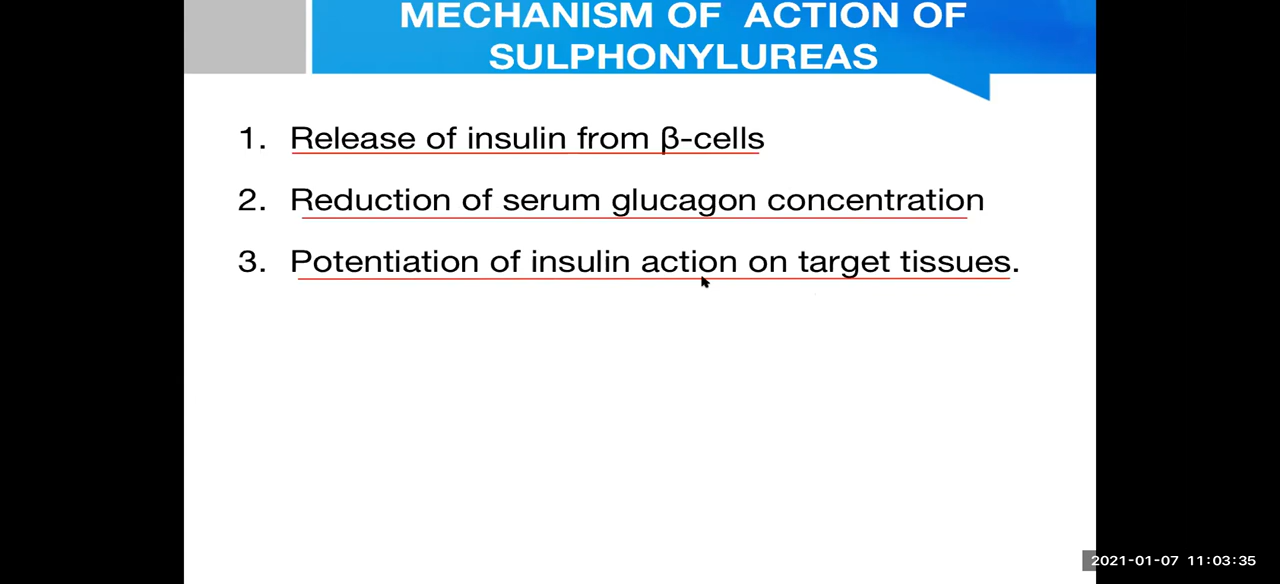 MECHANISM OF ACTION OF
SULPHONYLUREAS
1. Release of insulin from β-cells
2. Reduction of serum glucagon concentration
3. Potentiation of insulin action on target tissues.
2021-01-07 11:03:35